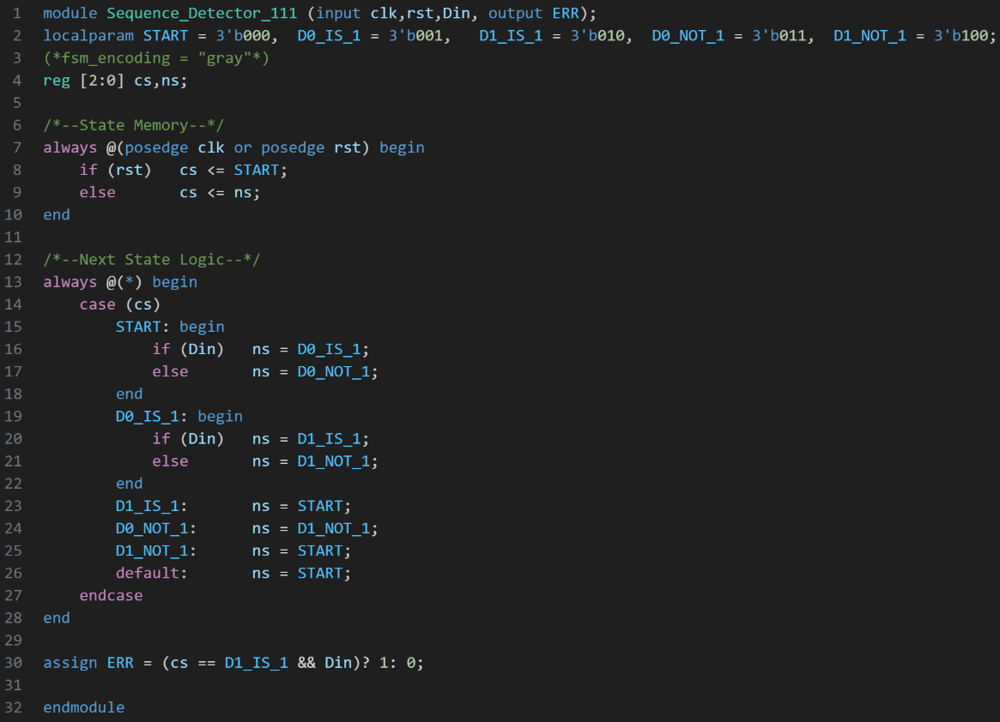 1 module Sequence_Detector_111 (input clk,rst,Din, output ERR);
2 localparam START = 3'b000,  D0_IS_1 = 3'b001,   D1_IS_1 = 3'b010,  D0_NOT_1 = 3'b011,  D1_NOT_1 = 3'b100;
3 (*fsm_encoding = "gray"*)
4 reg [2:0] cs,ns;
5
6 /*--State Memory--*/
7 always @(posedge clk or posedge rst) begin
8     if (rst)   cs <= START;
9     else       cs <= ns;
10 end
11
12 /*--Next State Logic--*/
13 always @(*) begin
14     case (cs)
15         START: begin
16             if (Din)   ns = D0_IS_1;
17             else       ns = D0_NOT_1;
18         end
19         D0_IS_1: begin
20             if (Din)   ns = D1_IS_1;
21             else       ns = D1_NOT_1;
22         end
23         D1_IS_1:       ns = START;
24         D0_NOT_1:      ns = D1_NOT_1;
25         D1_NOT_1:      ns = START;
26         default:       ns = START;
27     endcase
28 end
29
30 assign ERR = (cs == D1_IS_1 && Din)? 1: 0;
31
32 endmodule